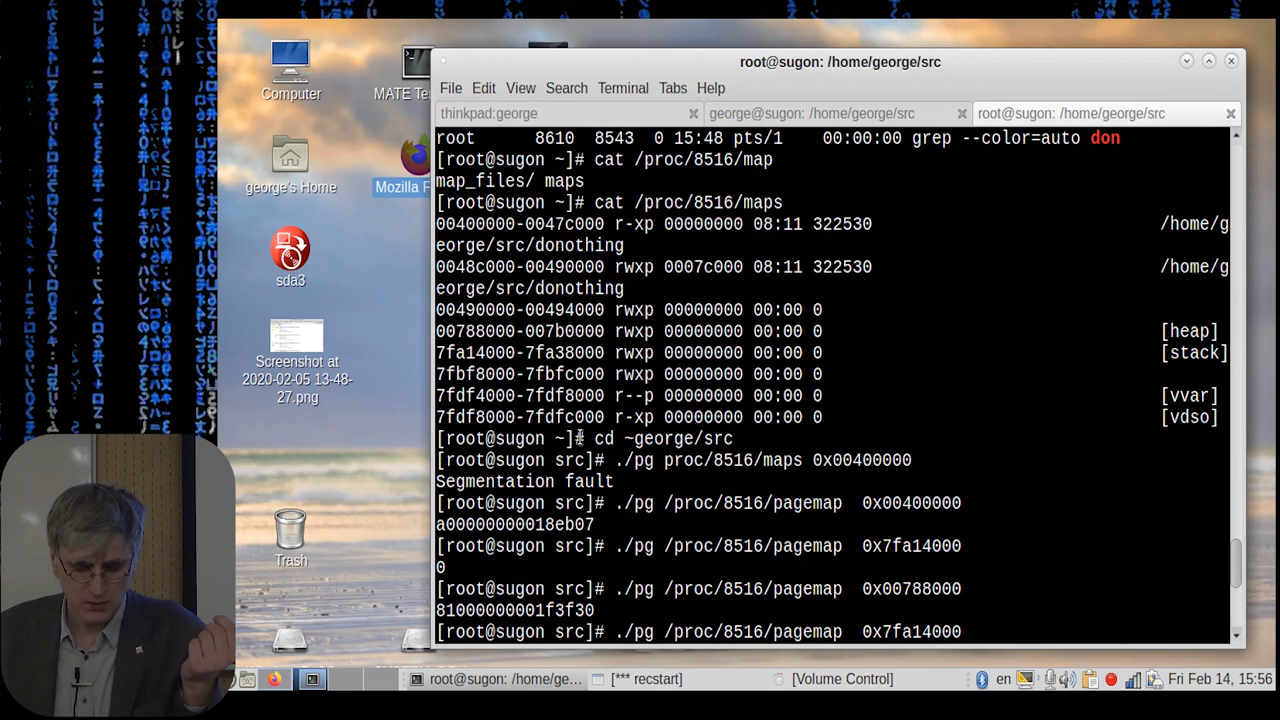 root@sugon: /home/george/src
File Edit View Search Terminal Tabs Help
thinkpad:george
george@sugon: /home/george/src
root@sugon: /home/george/src
root 8610 8543 0 15:48 pts/1 00:00:00 grep --color=auto don
[root@sugon ~]# cat /proc/8516/map
map_files/ maps
[root@sugon ~]# cat /proc/8516/maps
00400000-0047c000 r-xp 00000000 08:11 322530 /home/g
eorge/src/donothing
0048c000-00490000 rwxp 0007c000 08:11 322530 /home/g
eorge/src/donothing
00490000-00494000 rwxp 00000000 00:00 0
00788000-007b0000 rwxp 00000000 00:00 0 [heap]
7fa14000-7fa38000 rwxp 00000000 00:00 0 [stack]
7fbf8000-7fbfc000 rwxp 00000000 00:00 0
7fdf4000-7fdf8000 r--p 00000000 00:00 0 [vvar]
7fdf8000-7fdfc000 r-xp 00000000 00:00 0 [vdso]
[root@sugon ~]# cd ~george/src
[root@sugon src]# ./pg proc/8516/maps 0x00400000
Segmentation fault
[root@sugon src]# ./pg /proc/8516/pagemap 0x00400000
a00000000018eb07
[root@sugon src]# ./pg /proc/8516/pagemap 0x7fa14000
0
[root@sugon src]# ./pg /proc/8516/pagemap 0x00788000
81000000001f3f30
[root@sugon src]# ./pg /proc/8516/pagemap 0x7fa14000
Computer
MATE Te
george's Home
Mozilla F
sda3
Screenshot at
2020-02-05 13-48-
27.png
Trash
root@sugon: /home/ge...
[*** recstart]
[Volume Control]
en
Fri Feb 14, 15:56